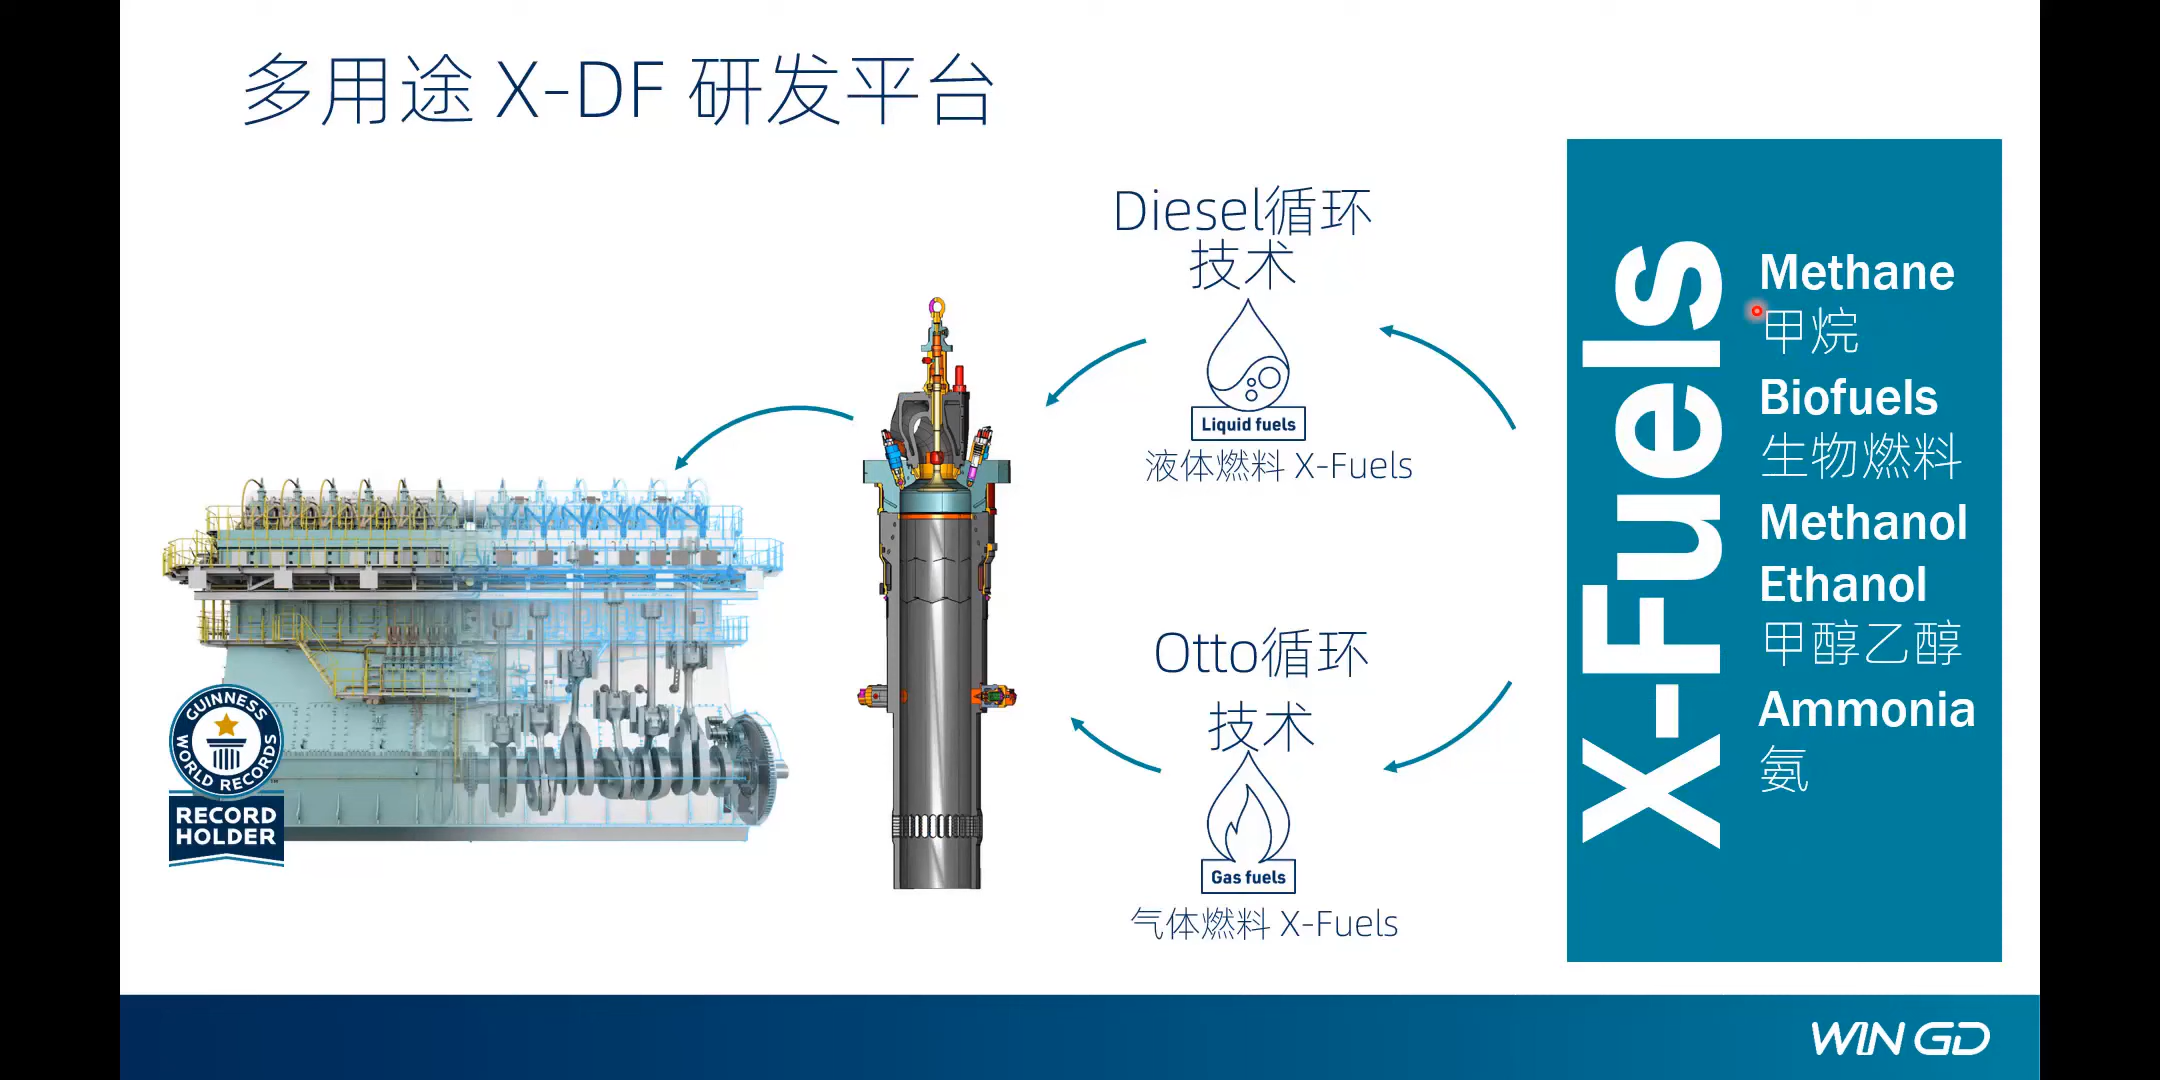 多用途 X-DF 研发平台
Diesel循环
技术
Liquid fuels
液体燃料 X-Fuels
Otto循环
技术
Gas fuels
气体燃料 X-Fuels
X-Fuels
Methane
甲烷
Biofuels
生物燃料
Methanol
Ethanol
甲醇乙醇
Ammonia
氨
GUINNESS
WORLD RECORDS
RECORD
HOLDER
WIN GD